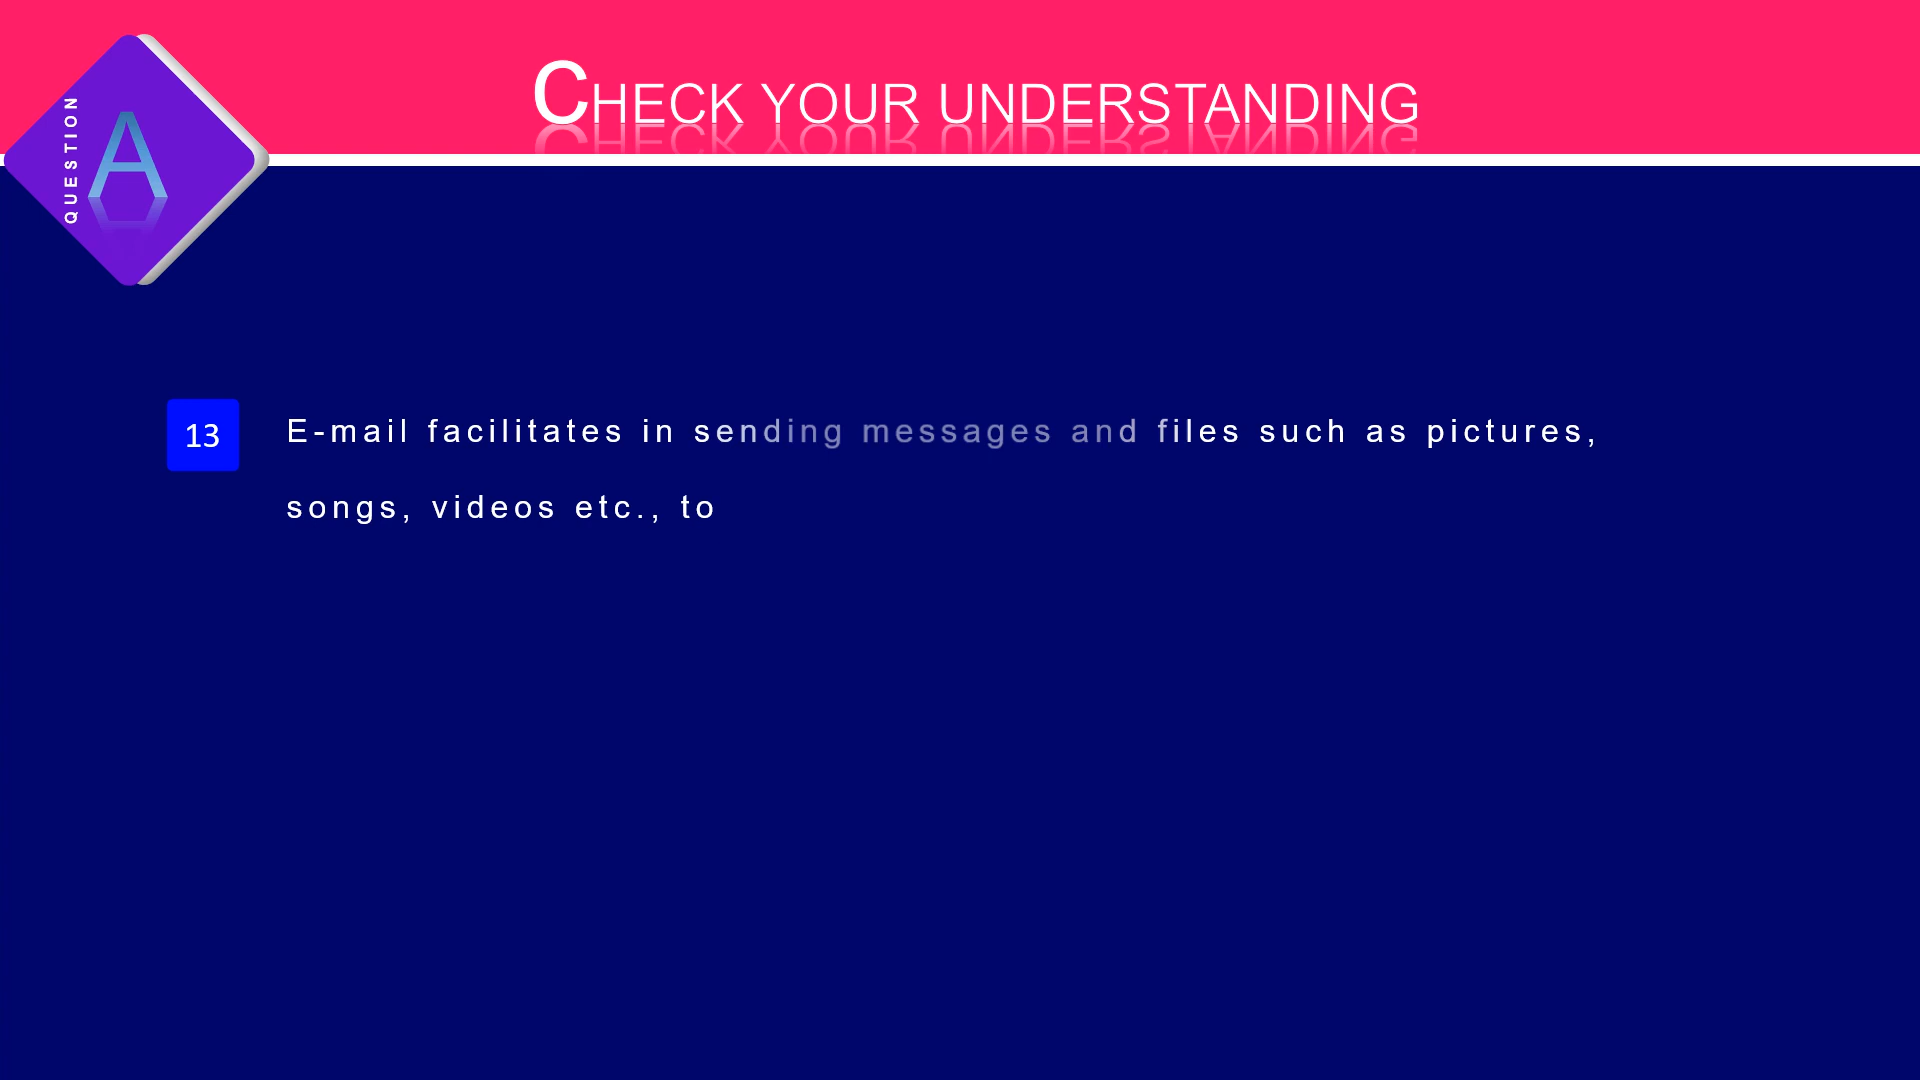 CHECK YOUR UNDERSTANDING
QUESTION
A
13
E-mail facilitates in sending messages and files such as pictures,
songs, videos etc., to